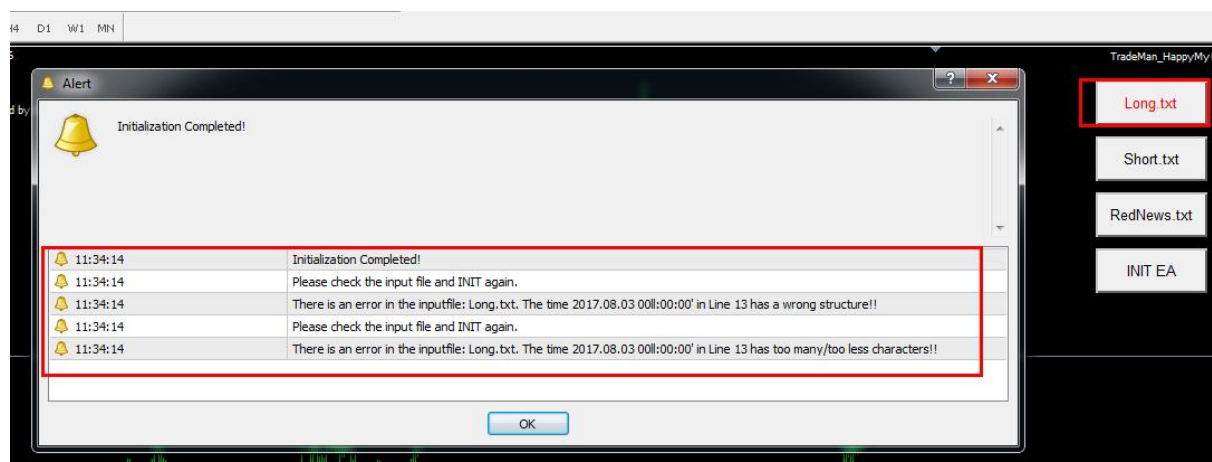 H4 D1 W1 MN
TradeMan_HappyMy
d by
Alert
?
X
Initialization Completed!
Long.txt
Short.txt
RedNews.txt
INIT EA
11:34:14 Initialization Completed!
11:34:14 Please check the input file and INIT again.
11:34:14 There is an error in the inputfile: Long.txt. The time 2017.08.03 00ll:00:00' in Line 13 has a wrong structure!!
11:34:14 Please check the input file and INIT again.
11:34:14 There is an error in the inputfile: Long.txt. The time 2017.08.03 00ll:00:00' in Line 13 has too many/too less characters!!
OK